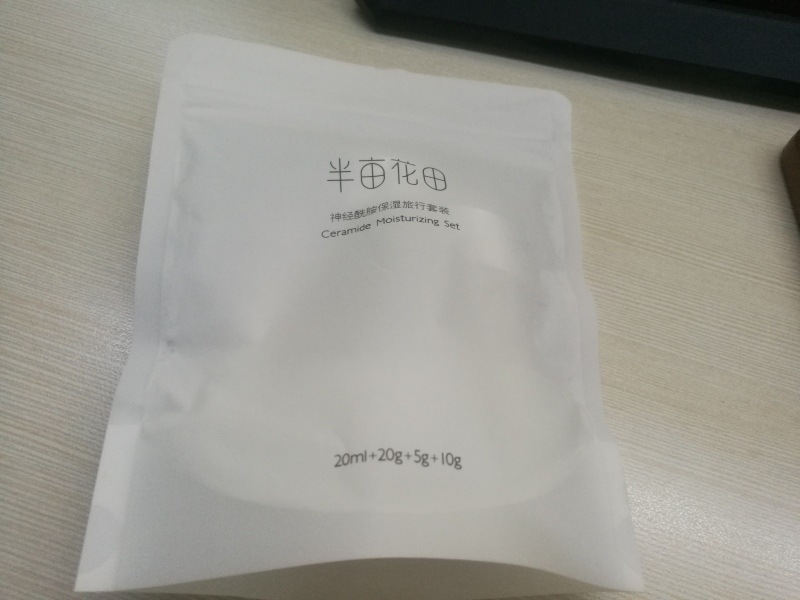 半亩花田
神经酰胺保湿旅行套装
Ceramide Moisturizing Set
20ml+20g+5g+10g